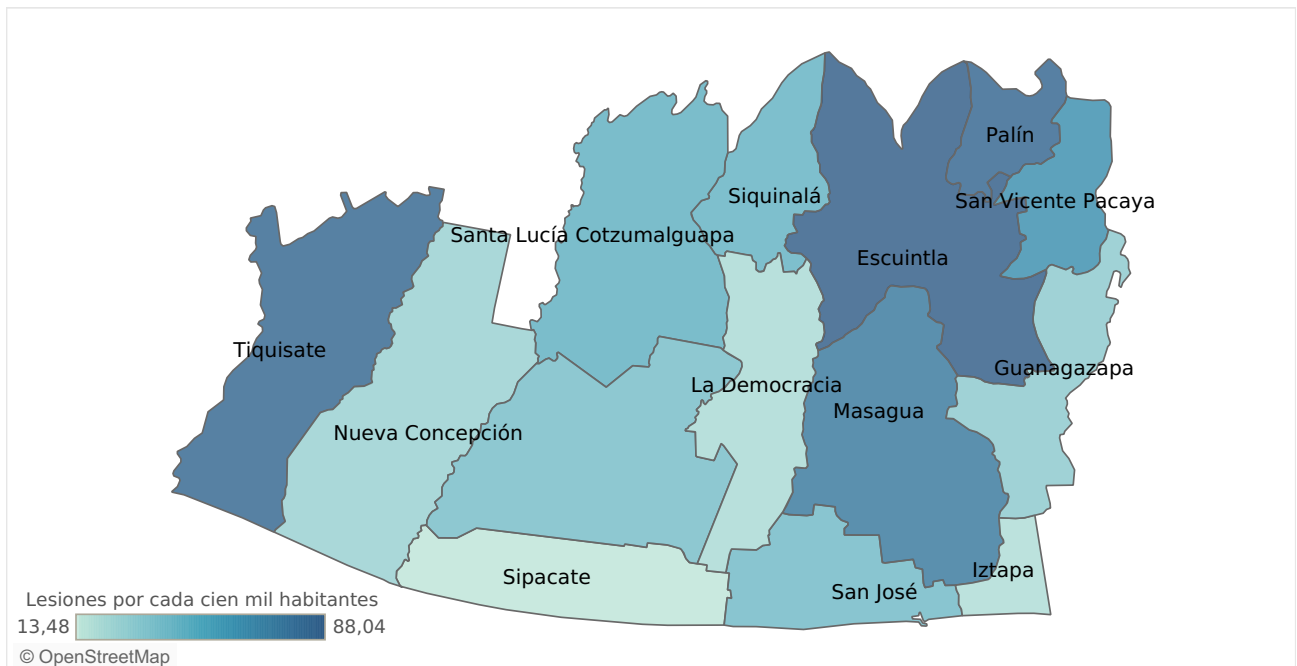 Palín
Siquinalá
San Vicente Pacaya
Santa Lucía Cotzumalguapa
Escuintla
Tiquisate
Guanagazapa
La Democracia
Masagua
Nueva Concepción
Iztapa
Sipacate
San José
Lesiones por cada cien mil habitantes
13,48 88,04
© OpenStreetMap